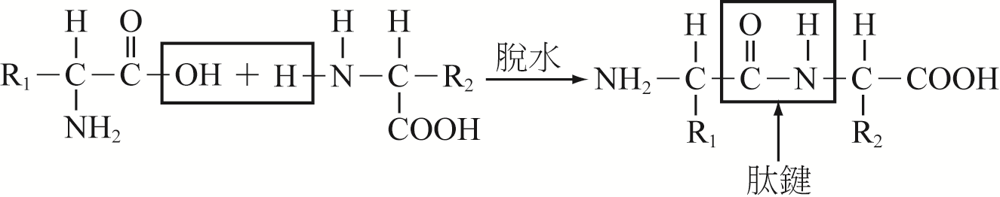 H O H H H O H H
R₁—C—C—OH + H—N—C—R₂ 脫水 NH₂—C—C—N—C—COOH
NH₂ COOH R₁ R₂
肽鍵